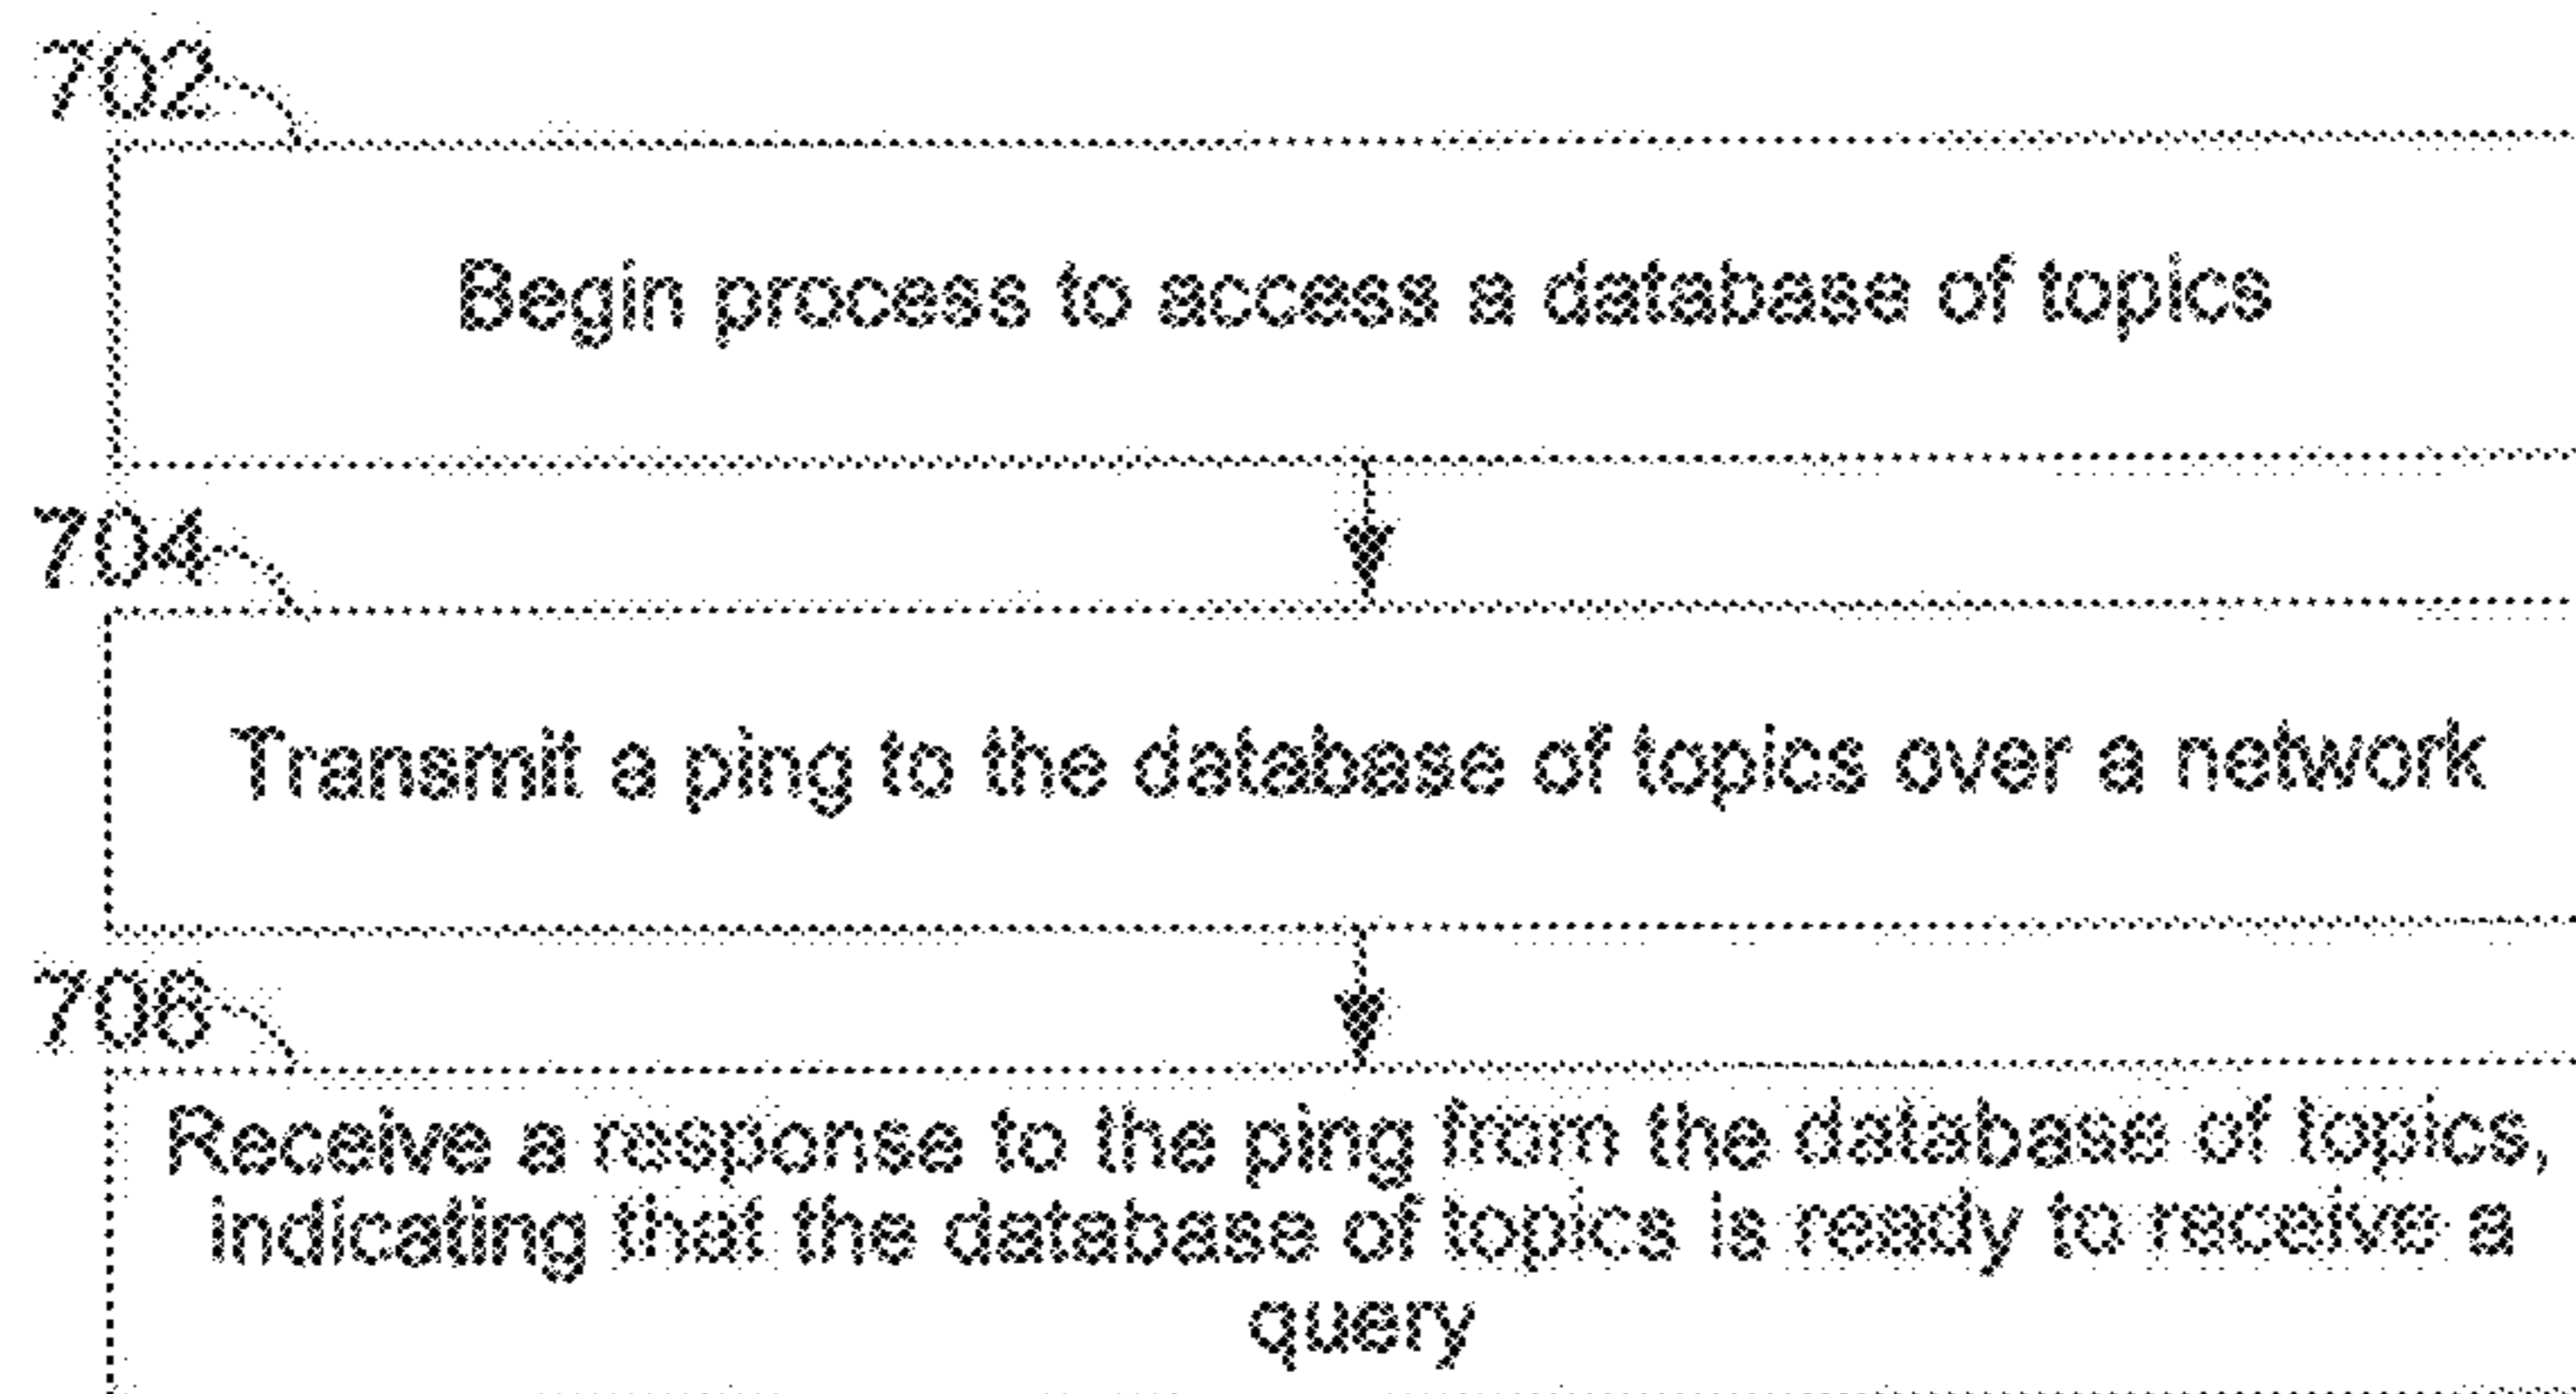 702
Begin process to access a database of topics
704
Transmit a ping to the database of topics over a network
706
Receive a response to the ping from the database of topics,
indicating that the database of topics is ready to receive a
query